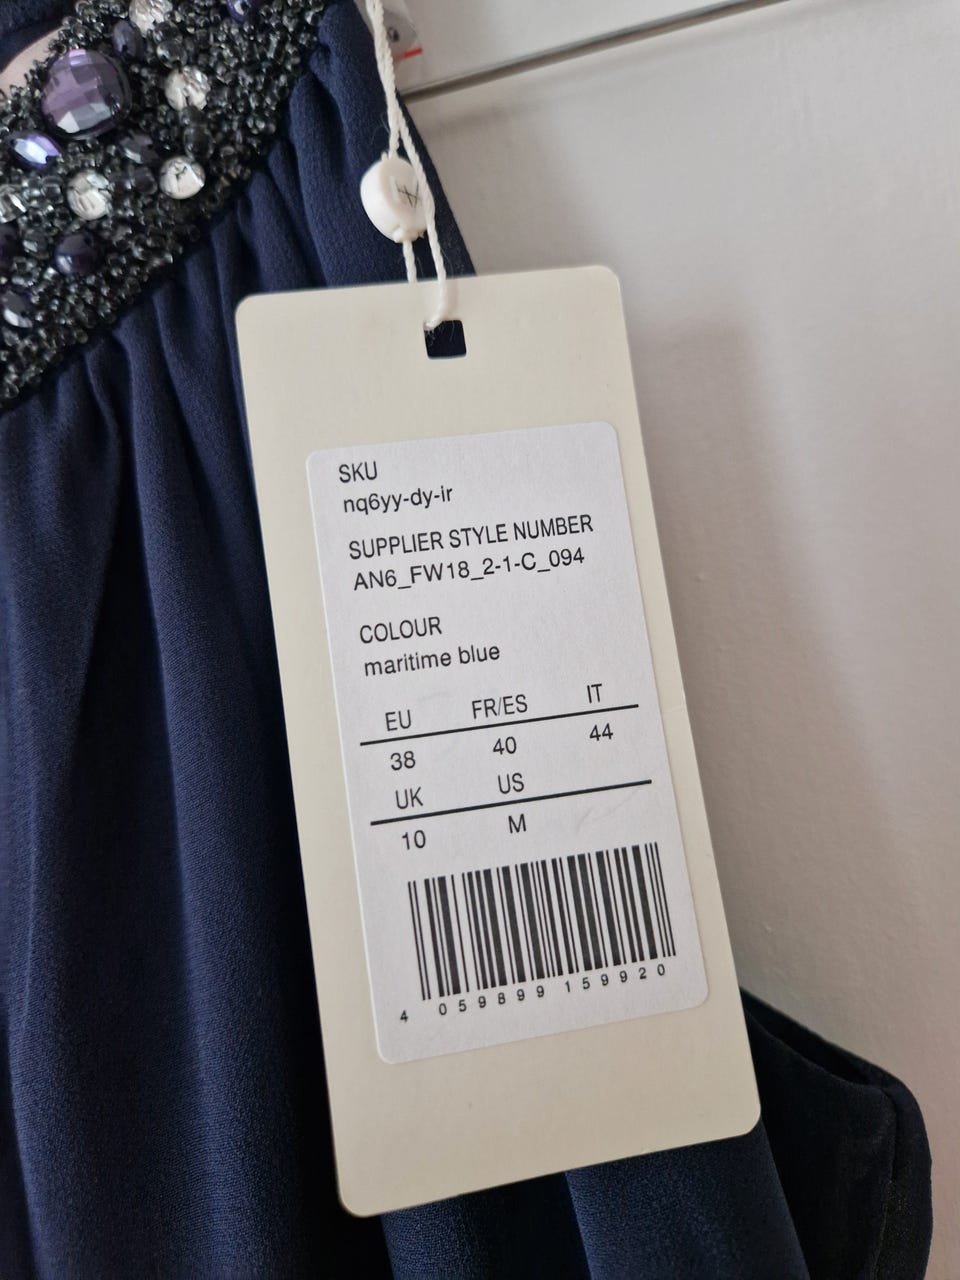 SKU
nq6yy-dy-ir
SUPPLIER STYLE NUMBER
AN6_FW18_2-1-C_094
COLOUR
maritime blue
EU FR/ES IT
38 40 44
UK US
10 M
4 059899 159920